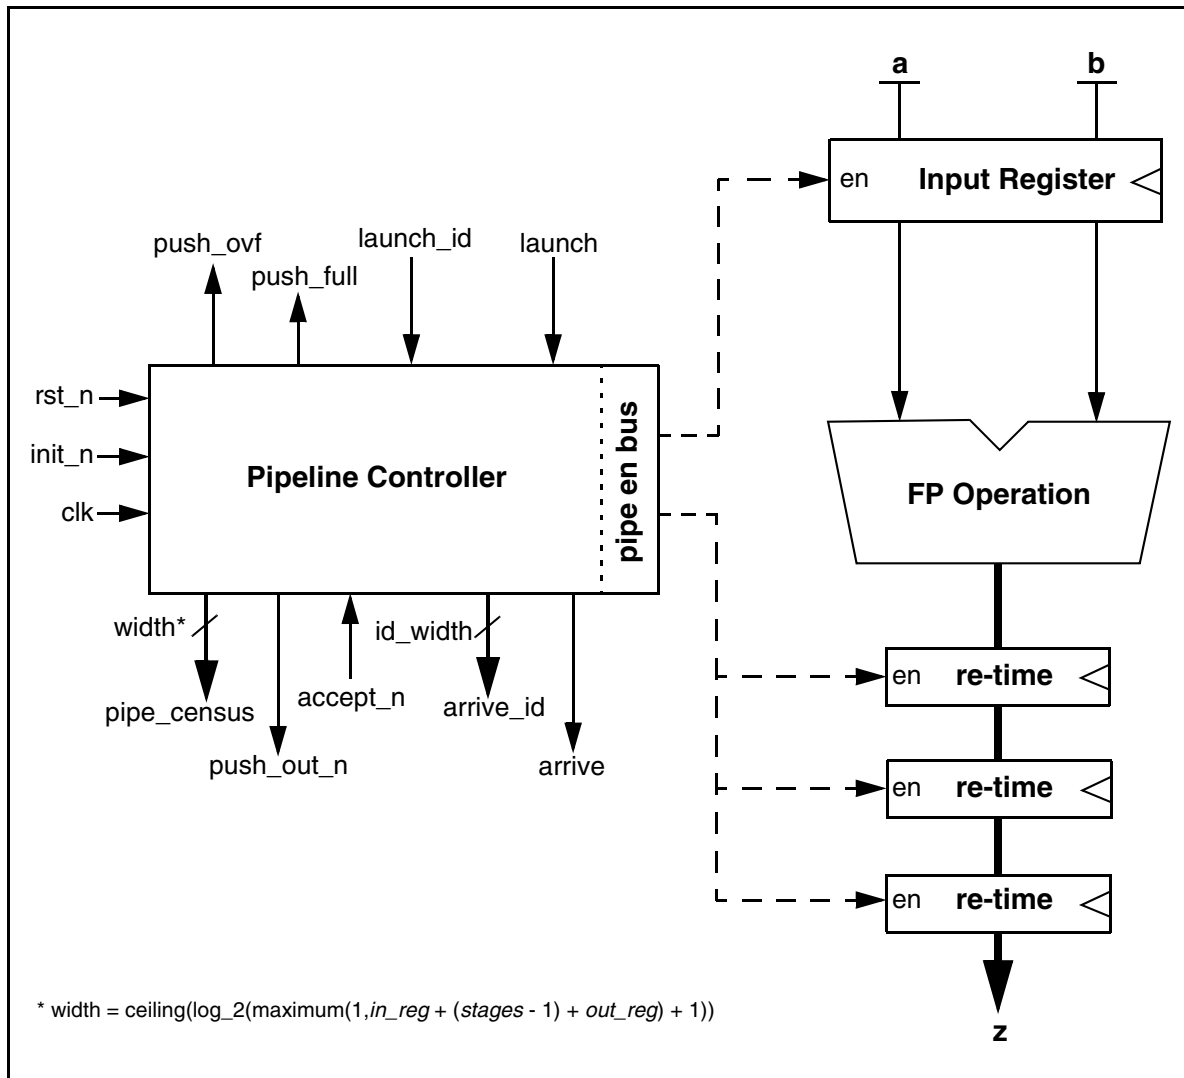 a
b
en
Input Register
push_ovf
push_full
launch_id
launch
rst_n
init_n
clk
Pipeline Controller
pipe en bus
FP Operation
width*
id_width
pipe_census
push_out_n
accept_n
arrive_id
arrive
en
re-time
en
re-time
en
re-time
z
* width = ceiling(log_2(maximum(1,in_reg + (stages - 1) + out_reg) + 1))